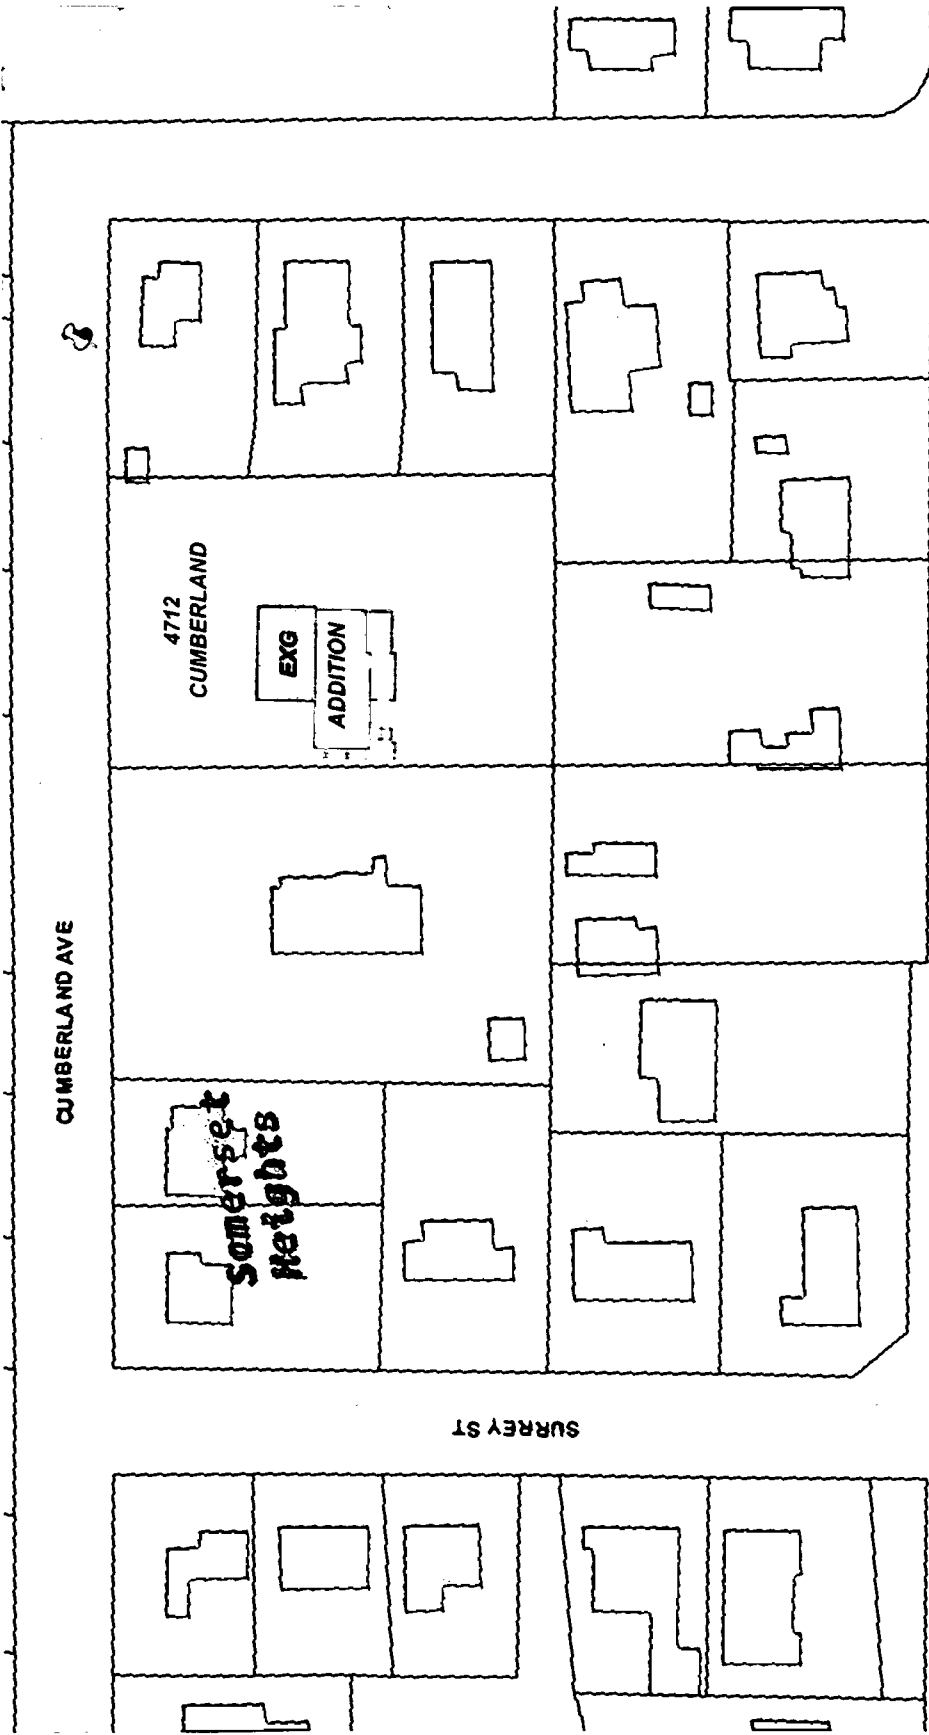 CUMBERLAND AVE
4712
CUMBERLAND
EXG
ADDITION
Somerset
Heights
SURREY ST